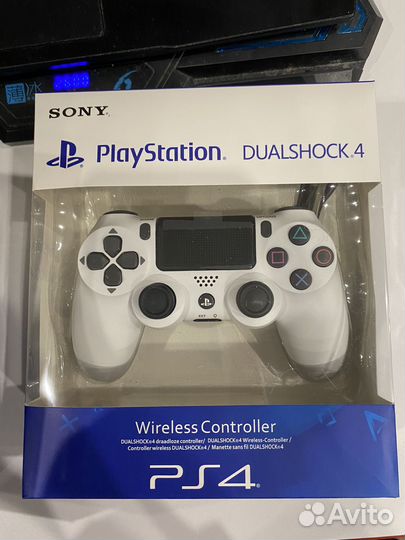 SONY
PlayStation® DUALSHOCK®4
EXT
Wireless Controller
DUALSHOCK®4 draadloze controller/ DUALSHOCK®4 Wireless-Controller /
Controller wireless DUALSHOCK®4 / Manette sans fil DUALSHOCK®4
PS4
Avito